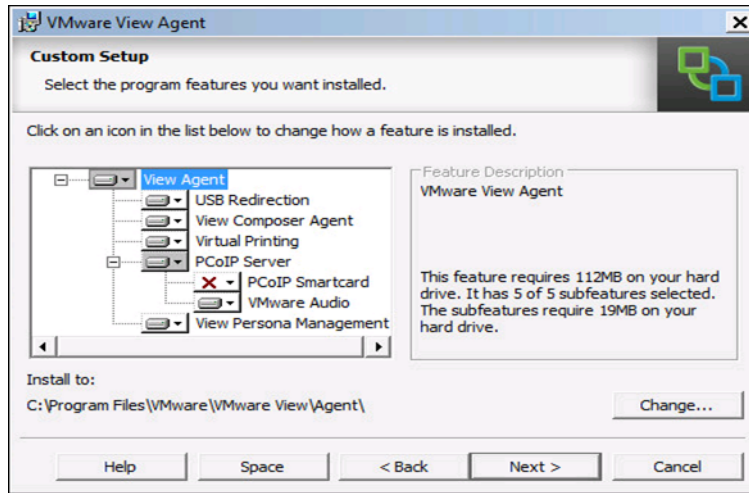 VMware View Agent
Custom Setup
Select the program features you want installed.
Click on an icon in the list below to change how a feature is installed.
View Agent
USB Redirection
View Composer Agent
Virtual Printing
PCoIP Server
PCoIP Smartcard
VMware Audio
View Persona Management
Feature Description
VMware View Agent
This feature requires 112MB on your hard
drive. It has 5 of 5 subfeatures selected.
The subfeatures require 19MB on your
hard drive.
Install to:
C:\Program Files\VMware\VMware View\Agent\
Change...
Help
Space
< Back
Next >
Cancel